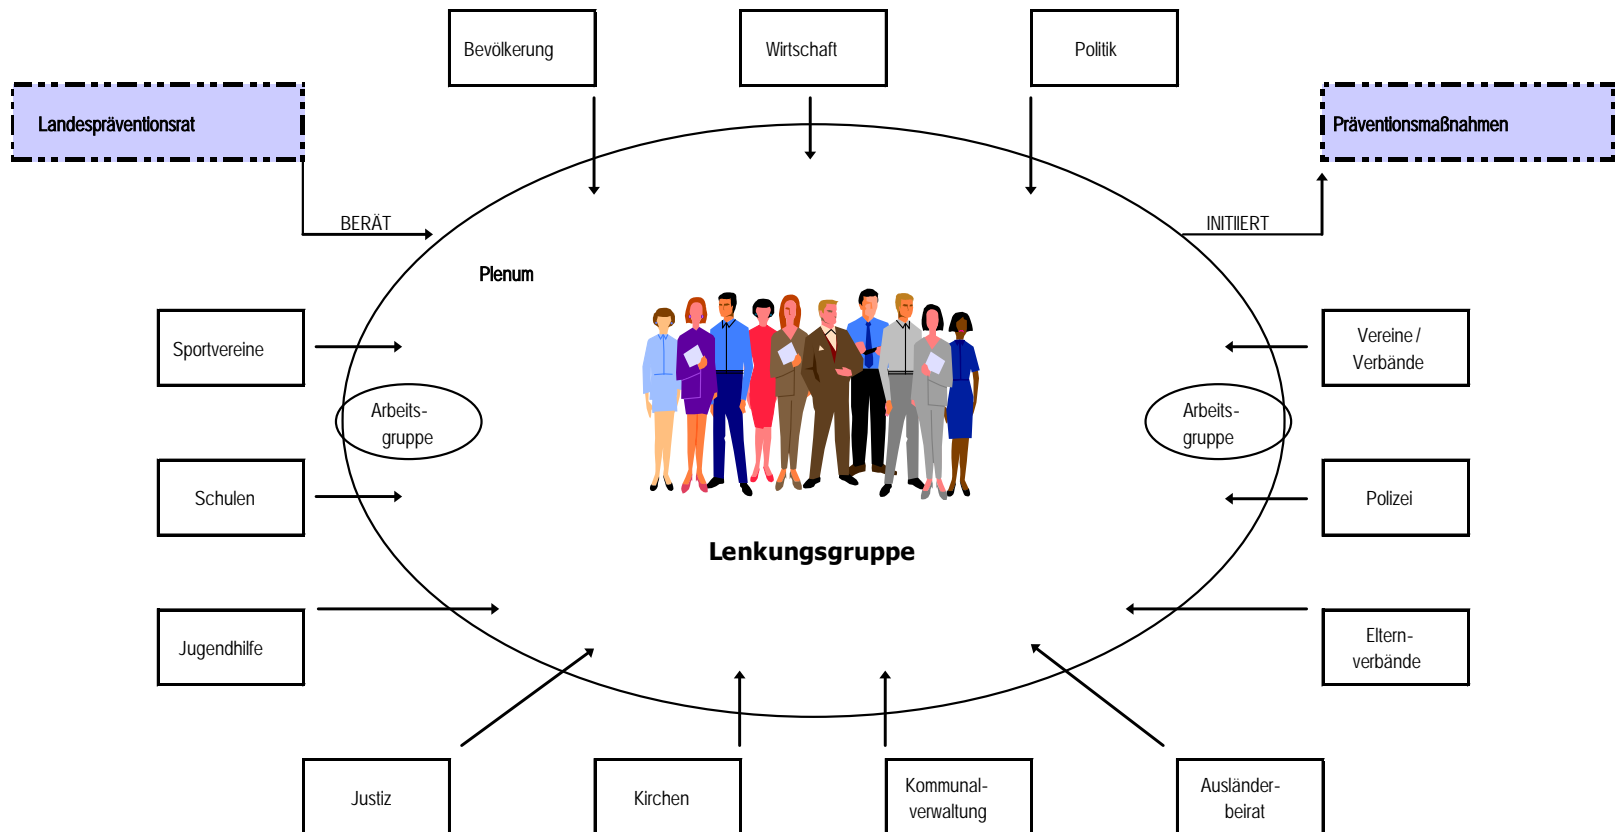 Bevölkerung
Wirtschaft
Politik
Landespräventionsrat
Präventionsmaßnahmen
BERÄT
INITIIERT
Plenum
Sportvereine
Vereine /
Verbände
Arbeits-
gruppe
Arbeits-
gruppe
Schulen
Polizei
Lenkungsgruppe
Jugendhilfe
Eltern-
verbände
Justiz
Kirchen
Kommunal-
verwaltung
Ausländer-
beirat